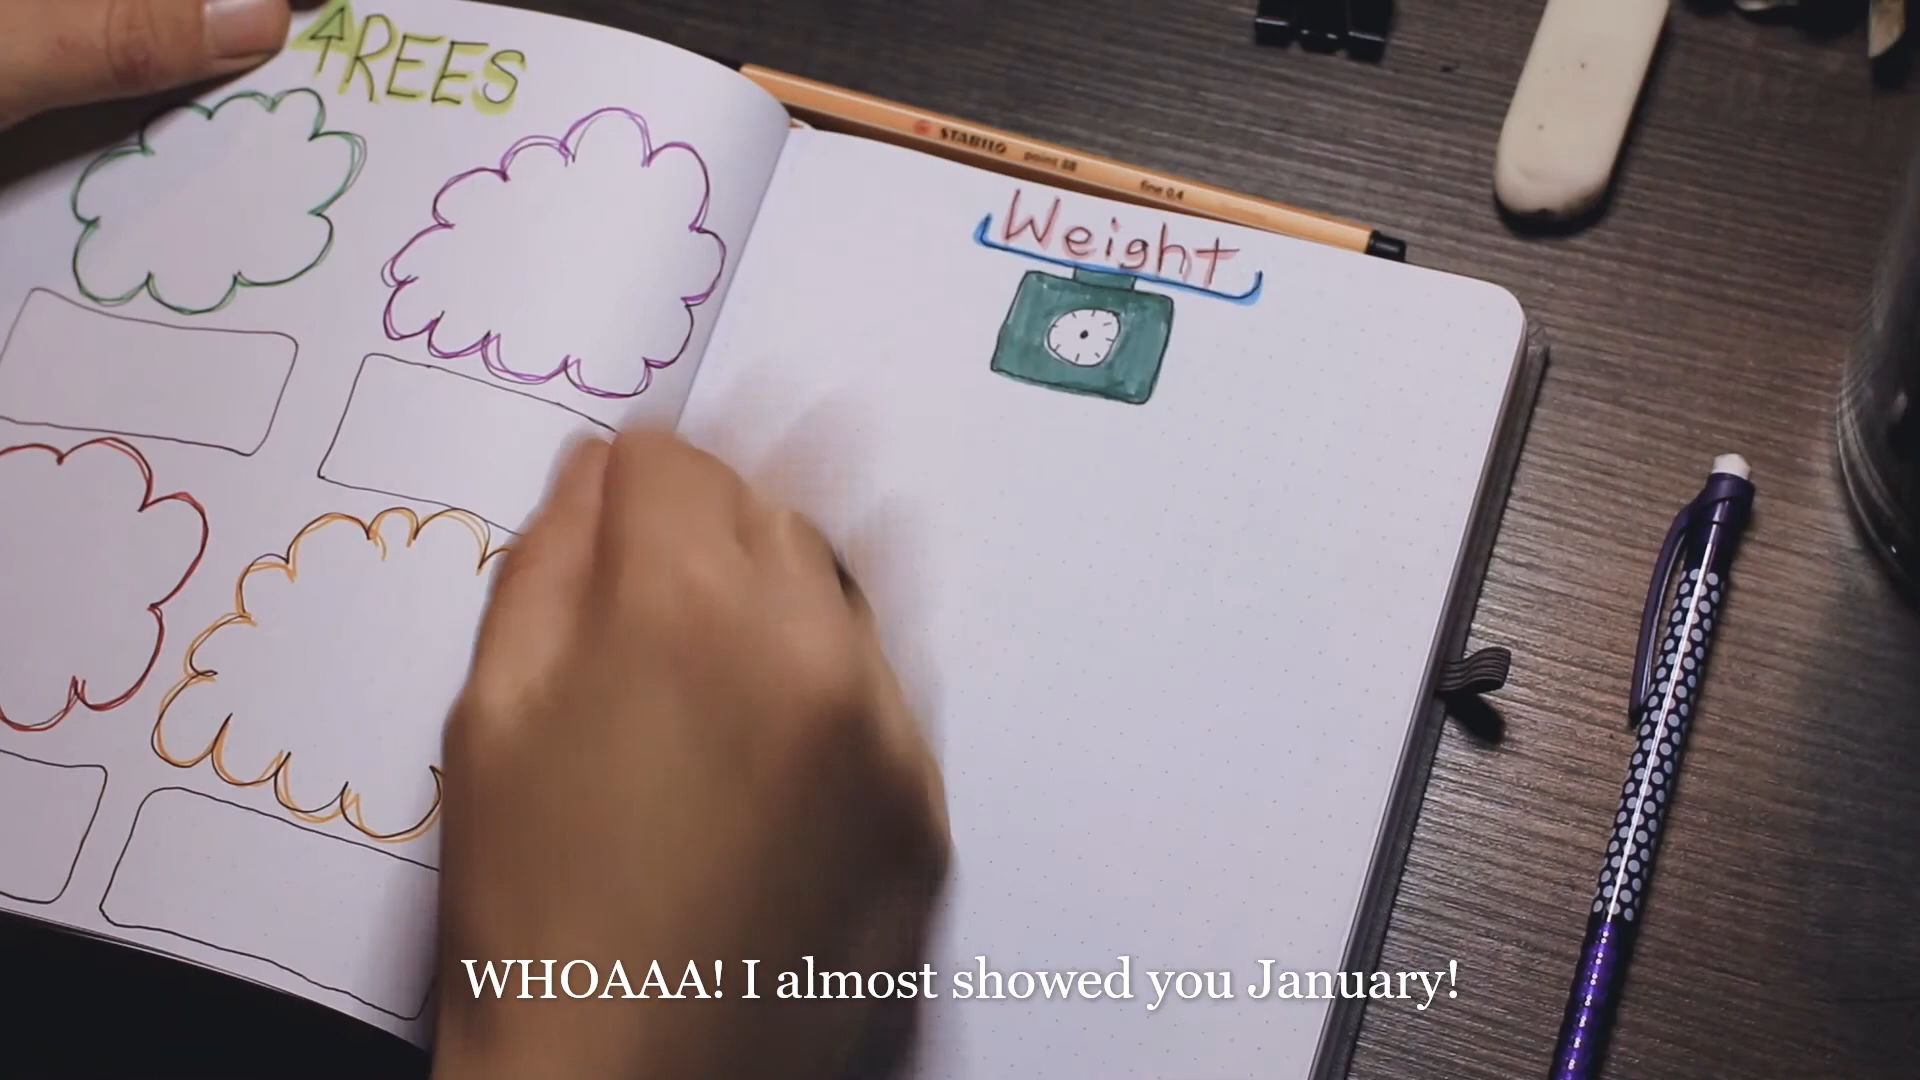 TREES
STABILO point 88 fine 0.4
Weight
WHOAAA! I almost showed you January!